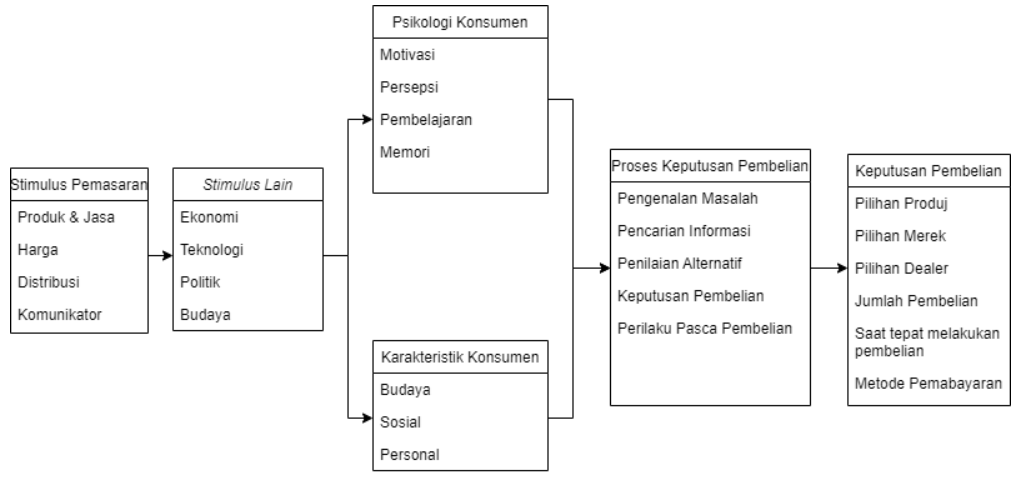 Stimulus Pemasaran
Produk & Jasa
Harga
Distribusi
Komunikator
Stimulus Lain
Ekonomi
Teknologi
Politik
Budaya
Psikologi Konsumen
Motivasi
Persepsi
Pembelajaran
Memori
Karakteristik Konsumen
Budaya
Sosial
Personal
Proses Keputusan Pembelian
Pengenalan Masalah
Pencarian Informasi
Penilaian Alternatif
Keputusan Pembelian
Perilaku Pasca Pembelian
Keputusan Pembelian
Pilihan Produj
Pilihan Merek
Pilihan Dealer
Jumlah Pembelian
Saat tepat melakukan
pembelian
Metode Pemabayaran